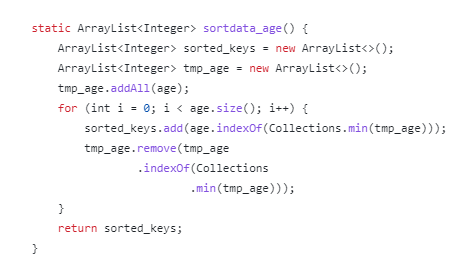 static ArrayList<Integer> sortdata_age() {
    ArrayList<Integer> sorted_keys = new ArrayList<>();
    ArrayList<Integer> tmp_age = new ArrayList<>();
    tmp_age.addAll(age);
    for (int i = 0; i < age.size(); i++) {
        sorted_keys.add(age.indexOf(Collections.min(tmp_age)));
        tmp_age.remove(tmp_age
                .indexOf(Collections
                        .min(tmp_age)));
    }
    return sorted_keys;
}